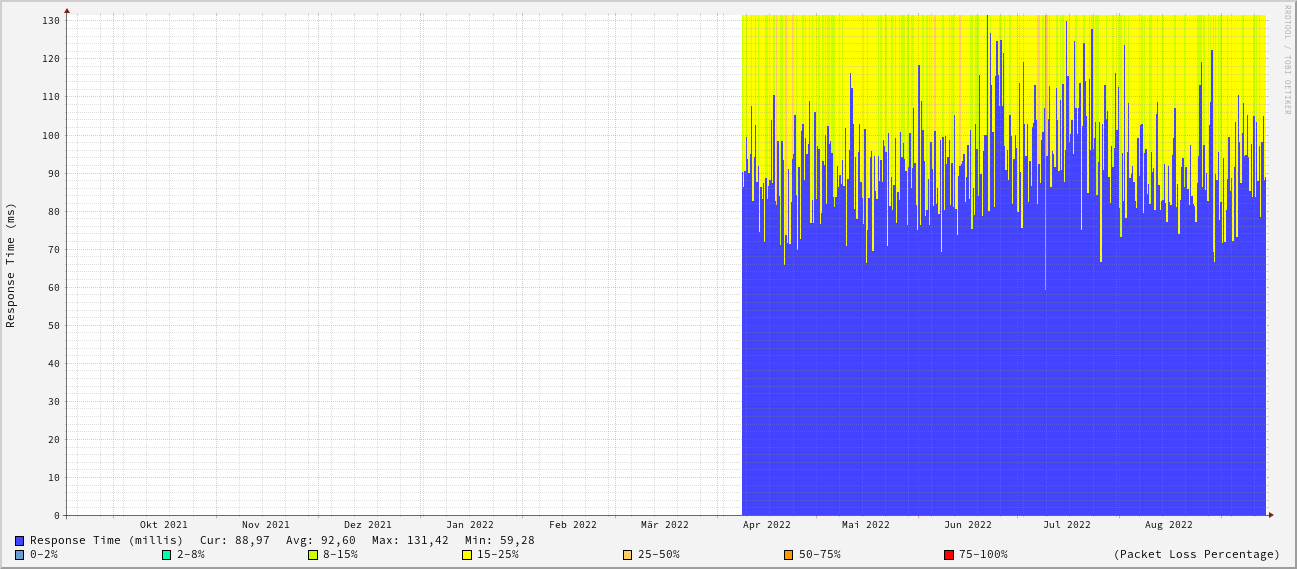 RRDTOOL / TOBI OETIKER
Response Time (ms)
130
120
110
100
90
80
70
60
50
40
30
20
10
0
Okt 2021 Nov 2021 Dez 2021 Jan 2022 Feb 2022 Mär 2022 Apr 2022 Mai 2022 Jun 2022 Jul 2022 Aug 2022
Response Time (millis) Cur: 88,97 Avg: 92,60 Max: 131,42 Min: 59,28
0-2% 2-8% 8-15% 15-25% 25-50% 50-75% 75-100% (Packet Loss Percentage)